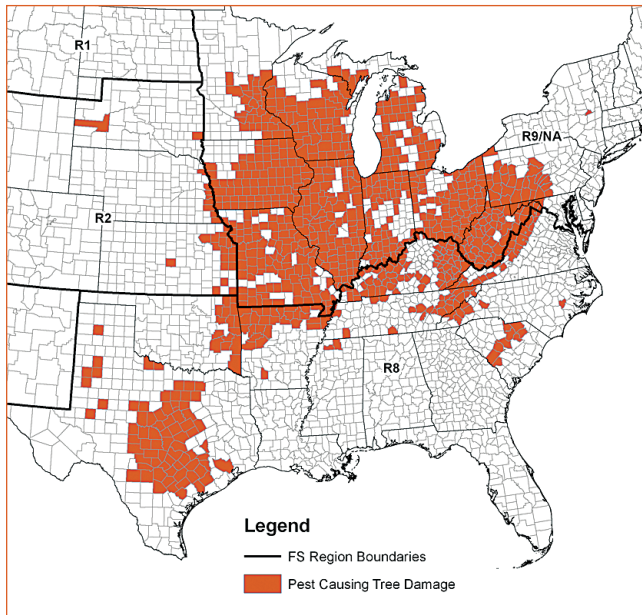 R1
R9/NA
R2
R8
Legend
FS Region Boundaries
Pest Causing Tree Damage